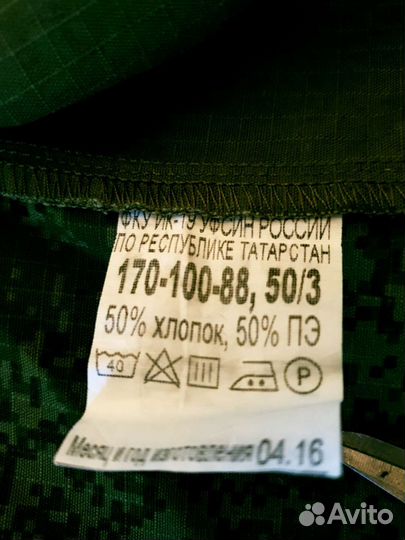 ФКУ ИК-19 УФСИН РОССИИ
ПО РЕСПУБЛИКЕ ТАТАРСТАН
170-100-88, 50/3
50% ХЛОПОК, 50% ПЭ
40 P
Месяц и год изготовления 04.16
Avito